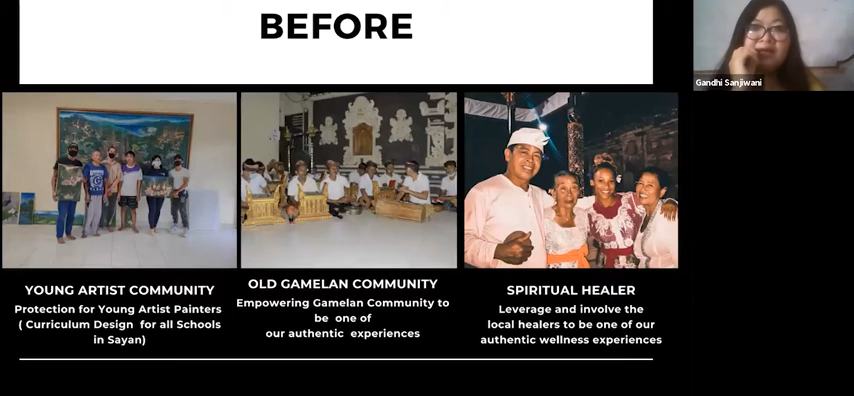 BEFORE
Gandhi Sanjiwani
YOUNG ARTIST COMMUNITY
Protection for Young Artist Painters
( Curriculum Design for all Schools
in Sayan)
OLD GAMELAN COMMUNITY
Empowering Gamelan Community to
be one of
our authentic experiences
SPIRITUAL HEALER
Leverage and involve the
local healers to be one of our
authentic wellness experiences